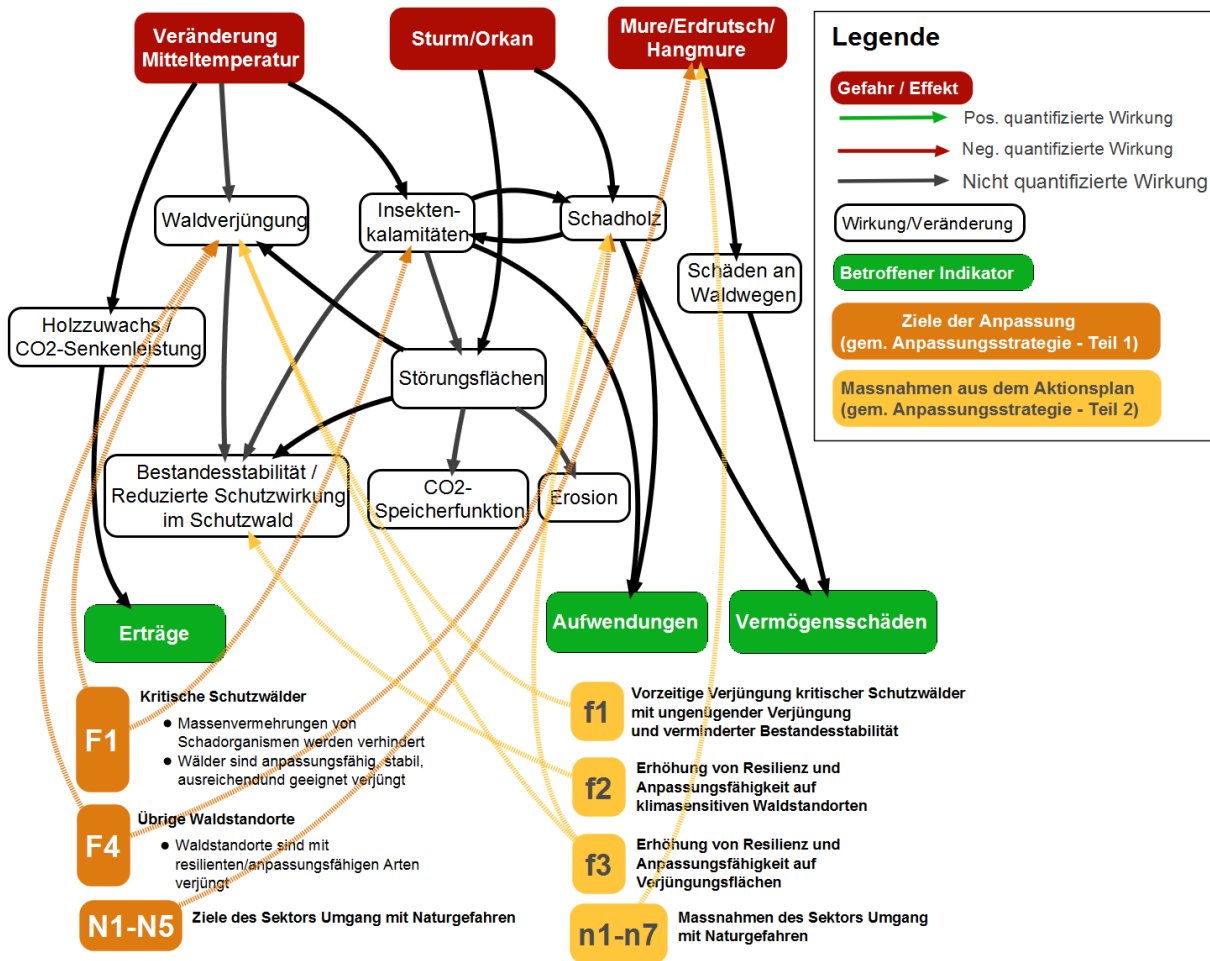 Veränderung
Mitteltemperatur
Sturm/Orkan
Mure/Erdrutsch/
Hangmure
Legende
Gefahr / Effekt
Pos. quantifizierte Wirkung
Neg. quantifizierte Wirkung
Nicht quantifizierte Wirkung
Wirkung/Veränderung
Betroffener Indikator
Ziele der Anpassung
(gem. Anpassungsstrategie - Teil 1)
Massnahmen aus dem Aktionsplan
(gem. Anpassungsstrategie - Teil 2)
Waldverjüngung
Insekten-
kalamitäten
Schadholz
Schäden an
Waldwegen
Holzzuwachs /
CO2-Senkenleistung
Störungsflächen
Bestandesstabilität /
Reduzierte Schutzwirkung
im Schutzwald
CO2-
Speicherfunktion
Erosion
Erträge
Aufwendungen
Vermögensschäden
F1
Kritische Schutzwälder
● Massenvermehrungen von
Schadorganismen werden verhindert
● Wälder sind anpassungsfähig, stabil,
ausreichendund geeignet verjüngt
F4
Übrige Waldstandorte
● Waldstandorte sind mit
resilienten/anpassungsfähigen Arten
verjüngt
N1-N5
Ziele des Sektors Umgang mit Naturgefahren
f1
Vorzeitige Verjüngung kritischer Schutzwälder
mit ungenügender Verjüngung
und verminderter Bestandesstabilität
f2
Erhöhung von Resilienz und
Anpassungsfähigkeit auf
klimasensitiven Waldstandorten
f3
Erhöhung von Resilienz und
Anpassungsfähigkeit auf
Verjüngungsflächen
n1-n7
Massnahmen des Sektors Umgang
mit Naturgefahren